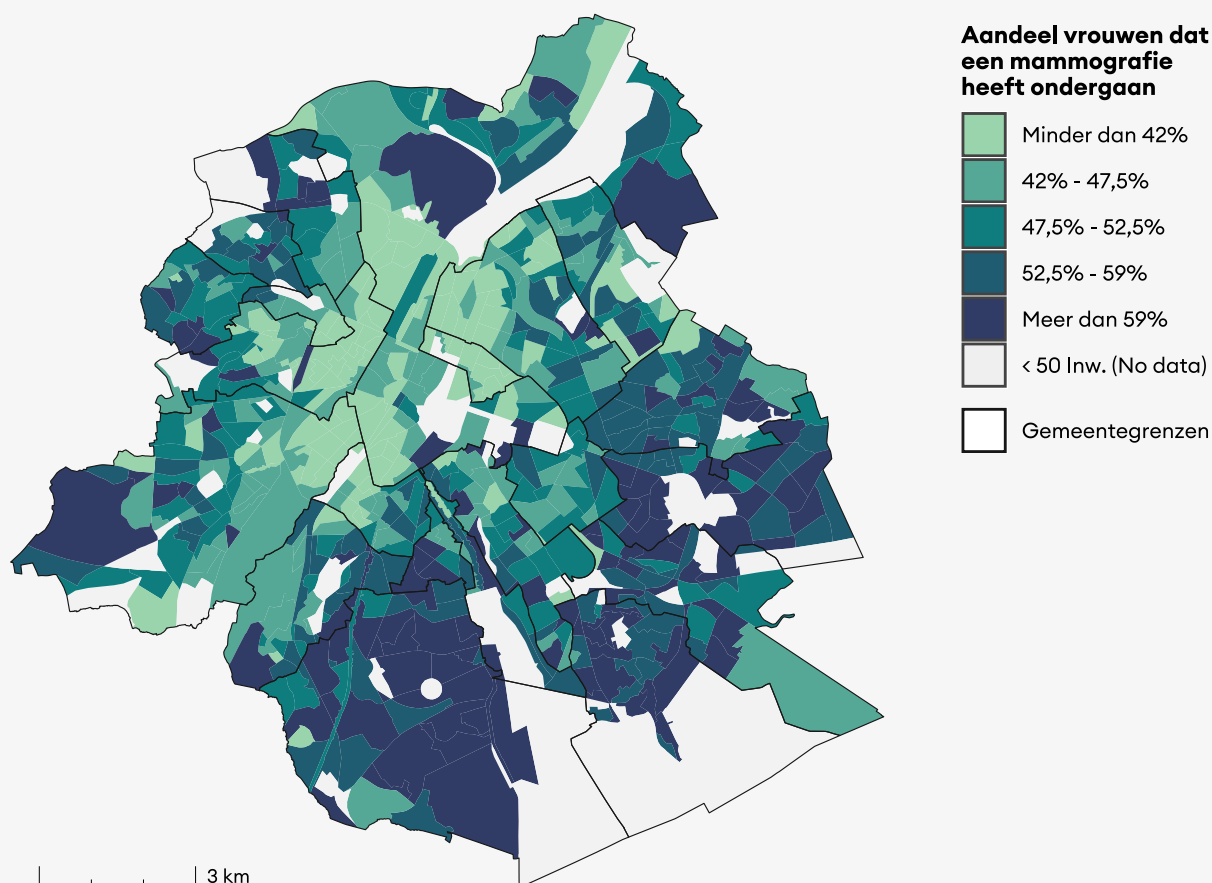 Aandeel vrouwen dat
een mammografie
heeft ondergaan
Minder dan 42%
42% - 47,5%
47,5% - 52,5%
52,5% - 59%
Meer dan 59%
< 50 Inw. (No data)
Gemeentegrenzen
3 km